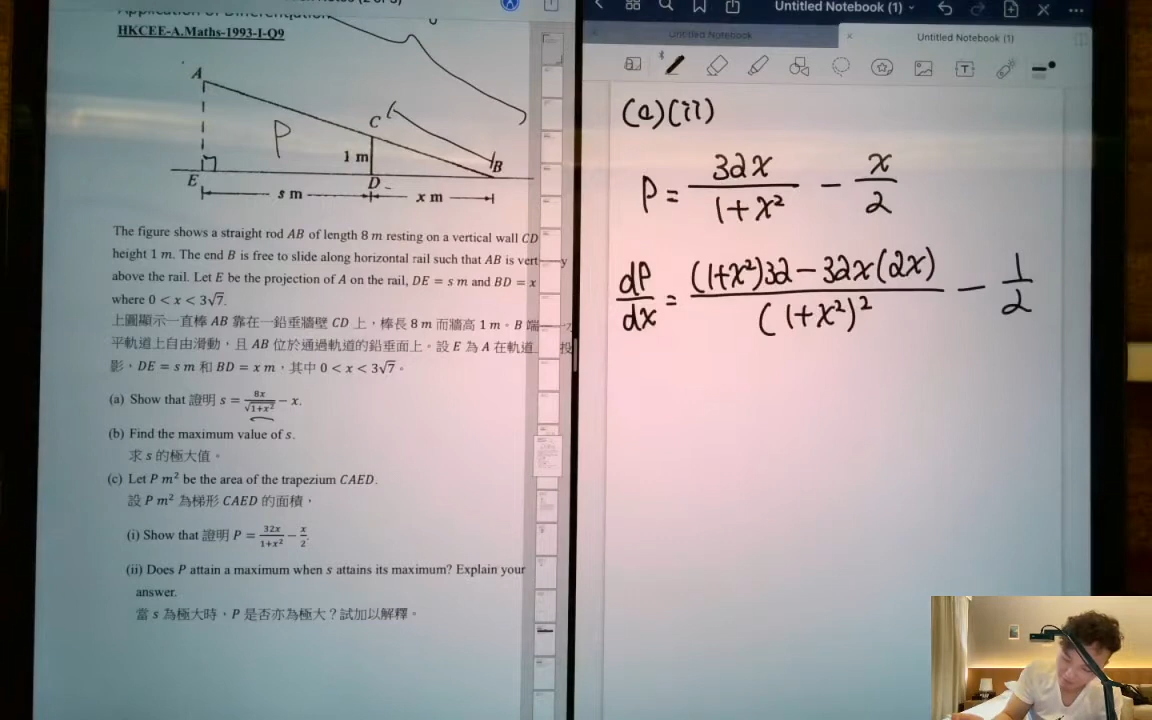 HKCEE-A.Maths-1993-I-Q9
A
P
C
1 m
B
E
D
s m
x m
The figure shows a straight rod AB of length 8 m resting on a vertical wall CD
height 1 m. The end B is free to slide along horizontal rail such that AB is vert y
above the rail. Let E be the projection of A on the rail, DE = s m and BD = x
where 0 < x < 3√7.
上圖顯示一直棒 AB 靠在一鉛垂牆壁 CD 上，棒長 8 m 而牆高 1 m。B 端
平軌道上自由滑動，且 AB 位於通過軌道的鉛垂面上。設 E 為 A 在軌道 投
影，DE = s m 和 BD = x m，其中 0 < x < 3√7。
(a) Show that 證明 s = 8x/√(1+x²) − x.
(b) Find the maximum value of s.
求 s 的極大值。
(c) Let P m² be the area of the trapezium CAED.
設 P m² 為梯形 CAED 的面積，
(i) Show that 證明 P = 32x/(1+x²) − x/2.
(ii) Does P attain a maximum when s attains its maximum? Explain your
answer.
當 s 為極大時，P 是否亦為極大？試加以解釋。
Untitled Notebook (1)
Untitled Notebook
Untitled Notebook (1)
(a)(ii)
P = 32x/(1+x²) − x/2
dP/dx = ((1+x²)32 − 32x(2x))/(1+x²)² − 1/2